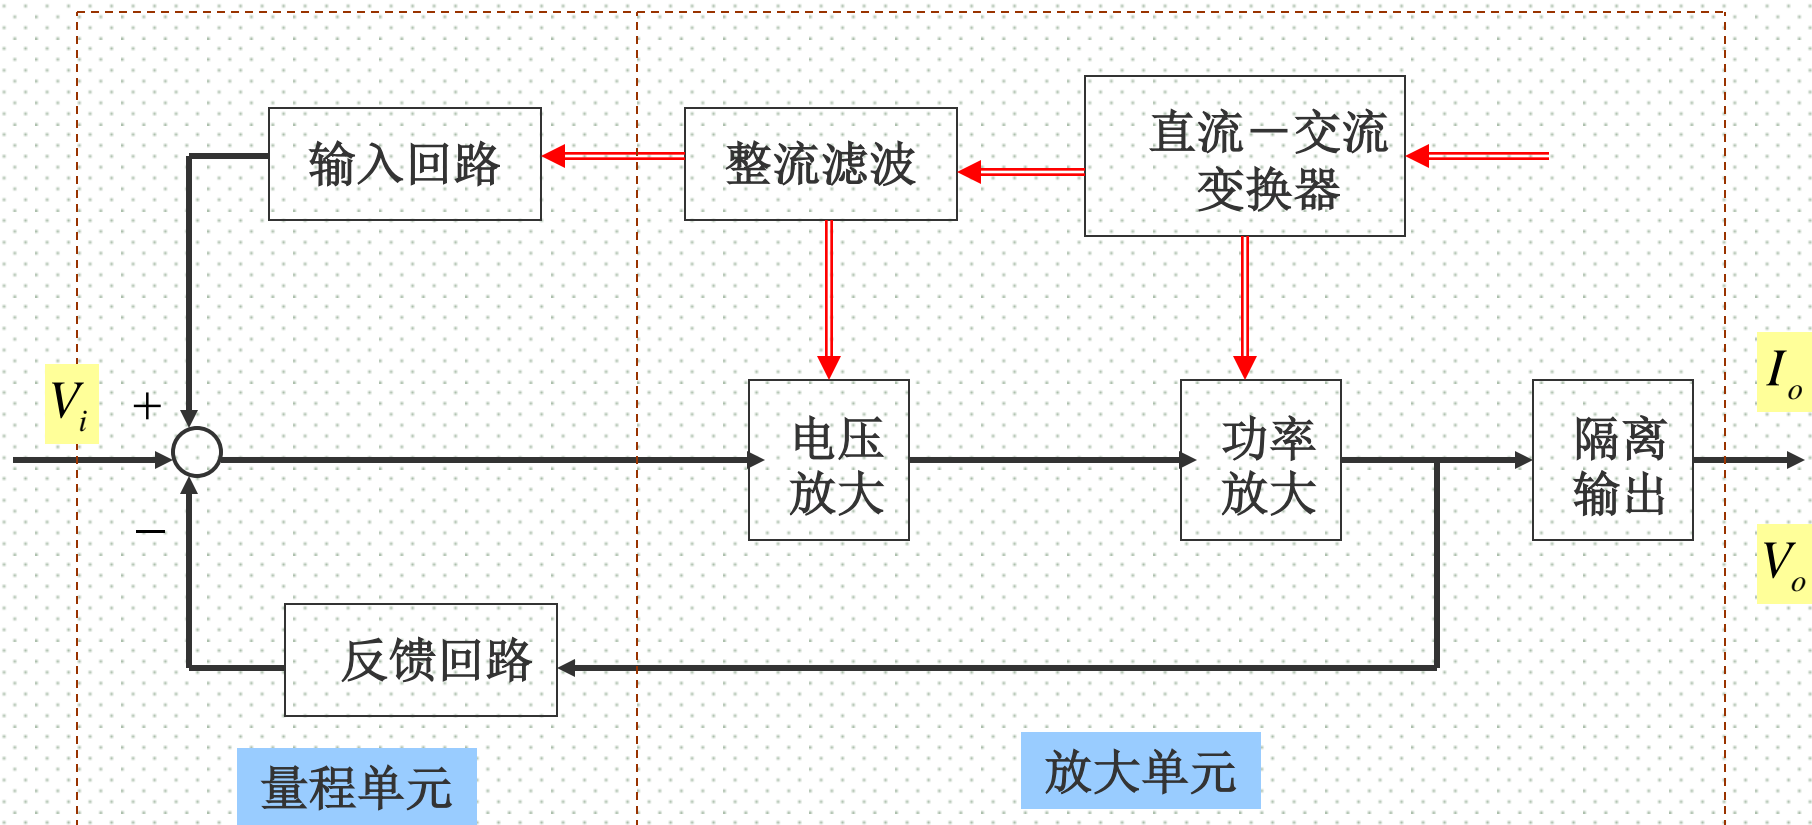 输入回路
整流滤波
直流－交流
变换器
Vi
+
−
电压
放大
功率
放大
隔离
输出
Io
Vo
反馈回路
量程单元
放大单元